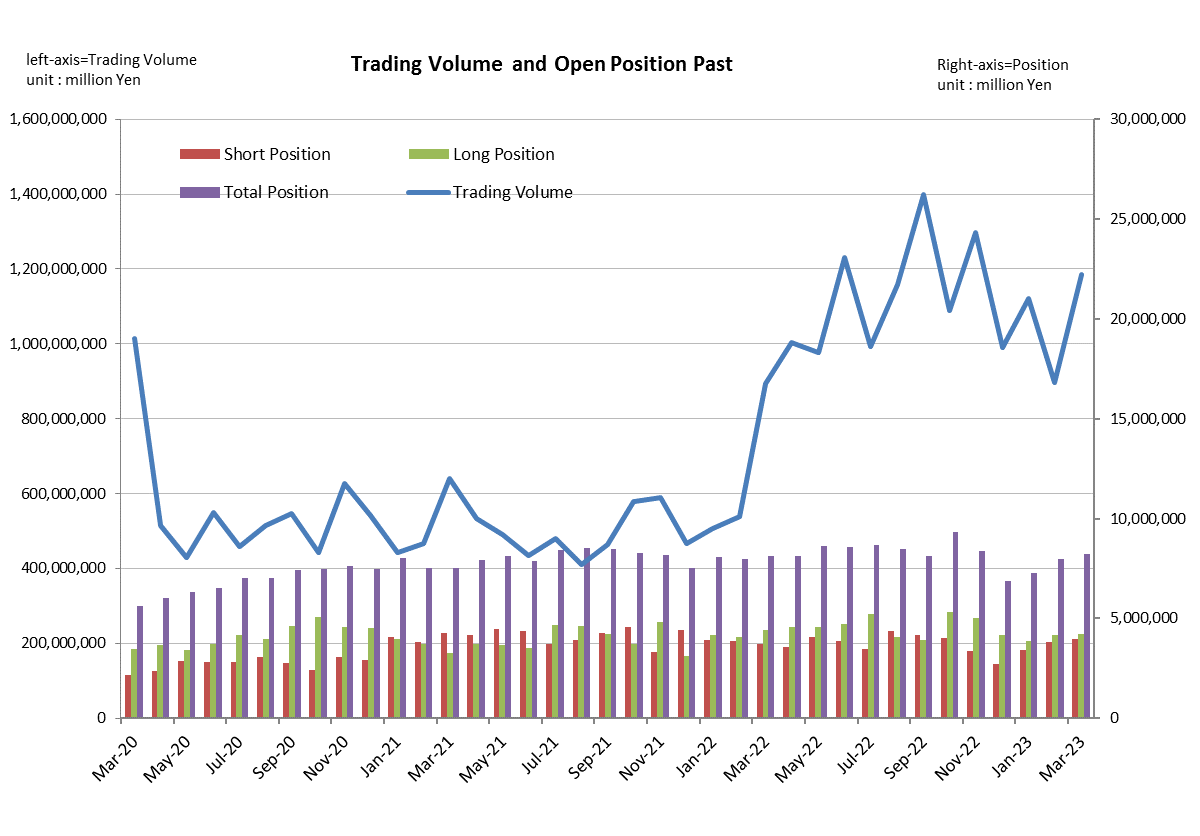 left-axis=Trading Volume
unit : million Yen
Trading Volume and Open Position Past
Right-axis=Position
unit : million Yen
1,600,000,000
1,400,000,000
1,200,000,000
1,000,000,000
800,000,000
600,000,000
400,000,000
200,000,000
0
Short Position
Long Position
Total Position
Trading Volume
30,000,000
25,000,000
20,000,000
15,000,000
10,000,000
5,000,000
0
Mar-20
May-20
Jul-20
Sep-20
Nov-20
Jan-21
Mar-21
May-21
Jul-21
Sep-21
Nov-21
Jan-22
Mar-22
May-22
Jul-22
Sep-22
Nov-22
Jan-23
Mar-23